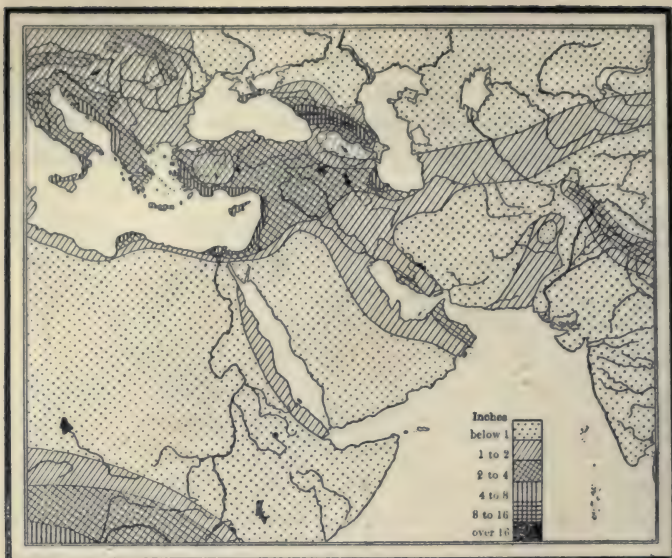 Inches
below 1
1 to 2
2 to 4
4 to 8
8 to 16
over 16